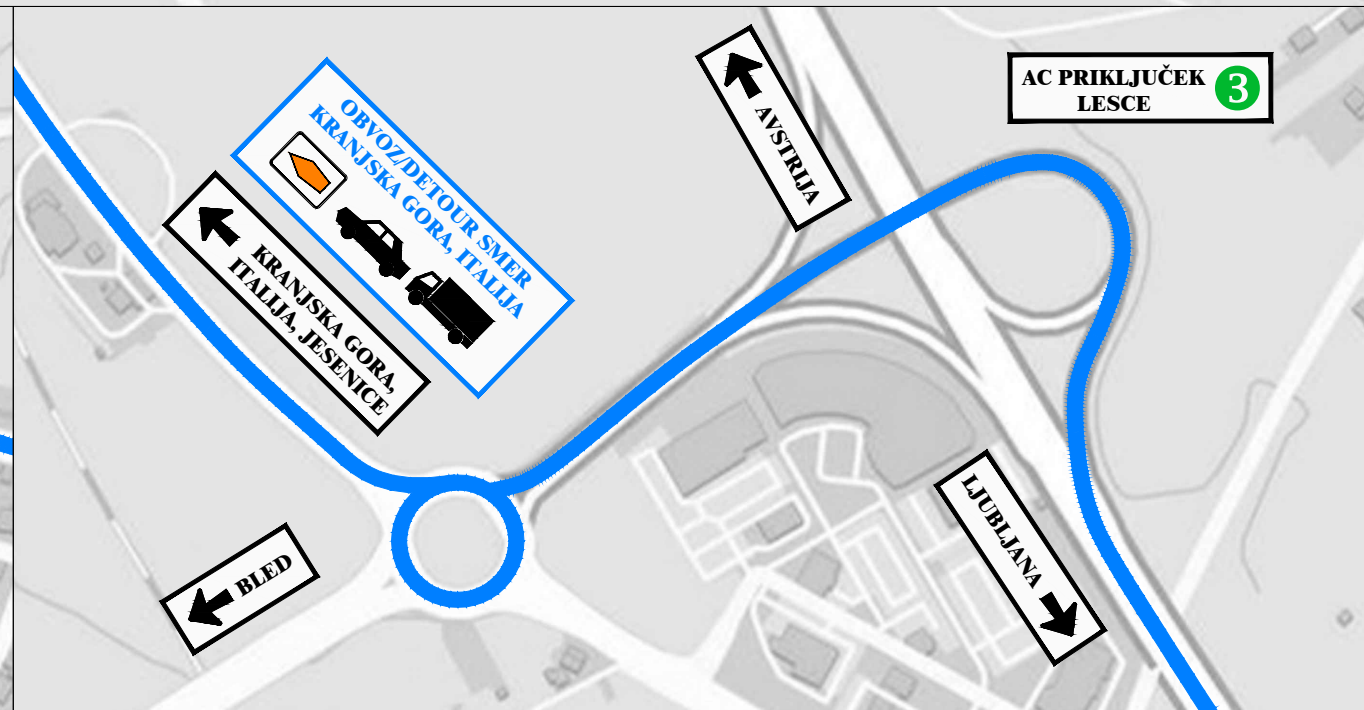 OBVOZ/DETOUR SMER
KRANJSKA GORA, ITALIJA
KRANJSKA GORA,
ITALIJA, JESENICE
BLED
AVSTRIJA
AC PRIKLJUČEK
LESCE
3
LJUBLJANA